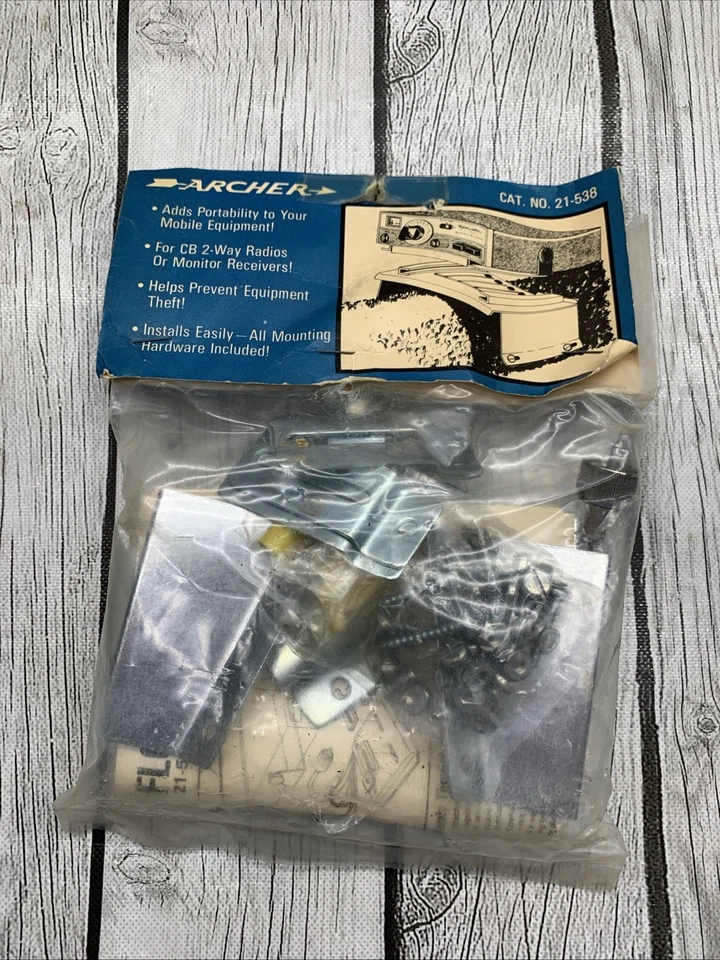 ARCHER
CAT. NO. 21-538
• Adds Portability to Your
Mobile Equipment!
• For CB 2-Way Radios
Or Monitor Receivers!
• Helps Prevent Equipment
Theft!
• Installs Easily—All Mounting
Hardware Included!